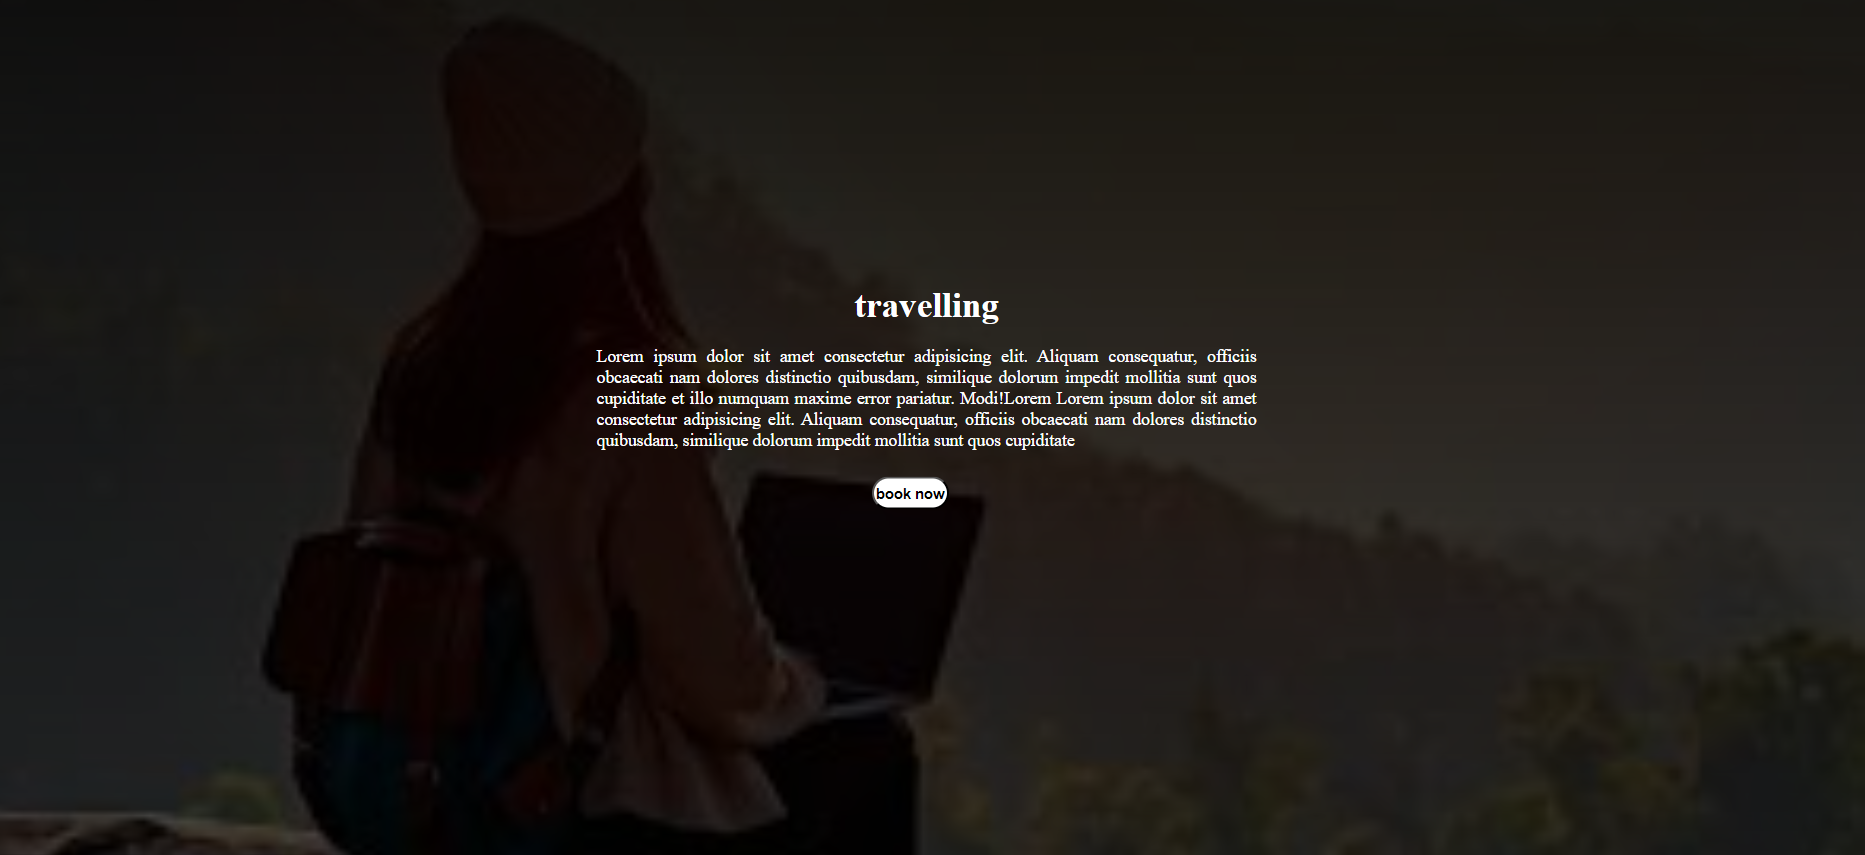 travelling
Lorem ipsum dolor sit amet consectetur adipisicing elit. Aliquam consequatur, officiis
obcaecati nam dolores distinctio quibusdam, similique dolorum impedit mollitia sunt quos
cupiditate et illo numquam maxime error pariatur. Modi!Lorem Lorem ipsum dolor sit amet
consectetur adipisicing elit. Aliquam consequatur, officiis obcaecati nam dolores distinctio
quibusdam, similique dolorum impedit mollitia sunt quos cupiditate
book now